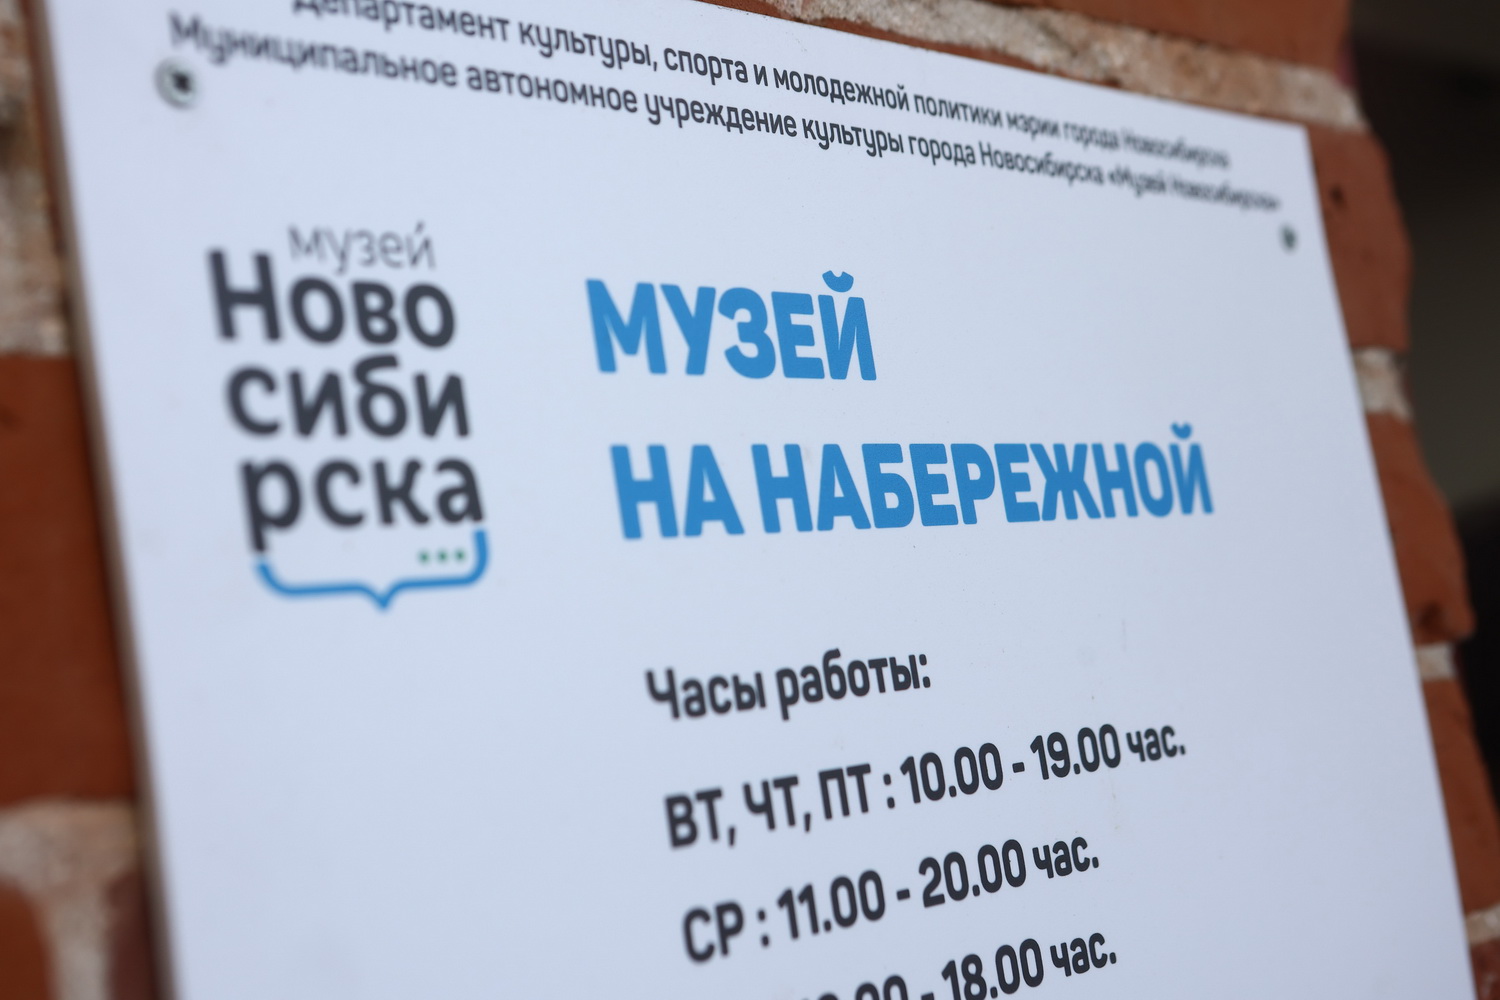 Департамент культуры, спорта и молодежной политики мэрии города Новосибирска
Муниципальное автономное учреждение культуры города Новосибирска «Музей Новосибирска»
музей
Ново
сиби
рска
МУЗЕЙ
НА НАБЕРЕЖНОЙ
Часы работы:
ВТ, ЧТ, ПТ : 10.00 - 19.00 час.
СР : 11.00 - 20.00 час.
- 18.00 час.